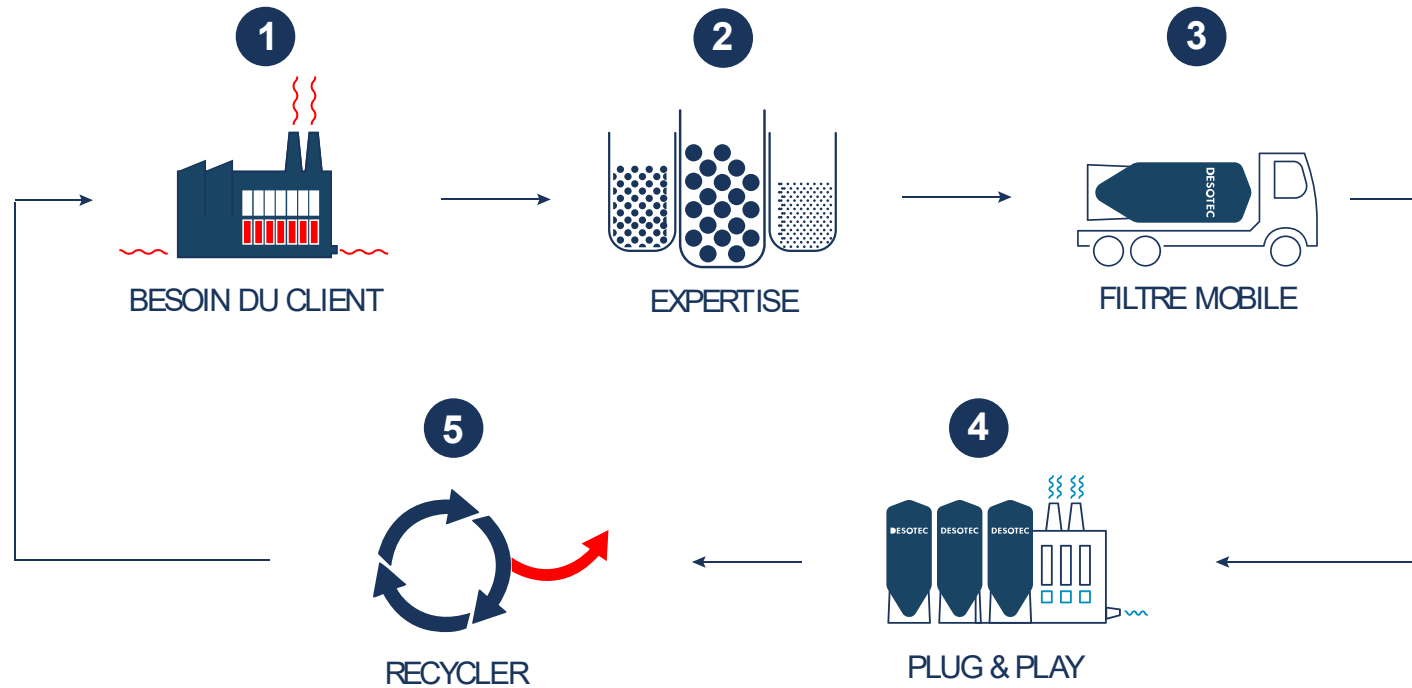 1
2
3
BESOIN DU CLIENT
EXPERTISE
DESOTEC
FILTRE MOBILE
5
4
DESOTEC
DESOTEC
DESOTEC
RECYCLER
PLUG & PLAY